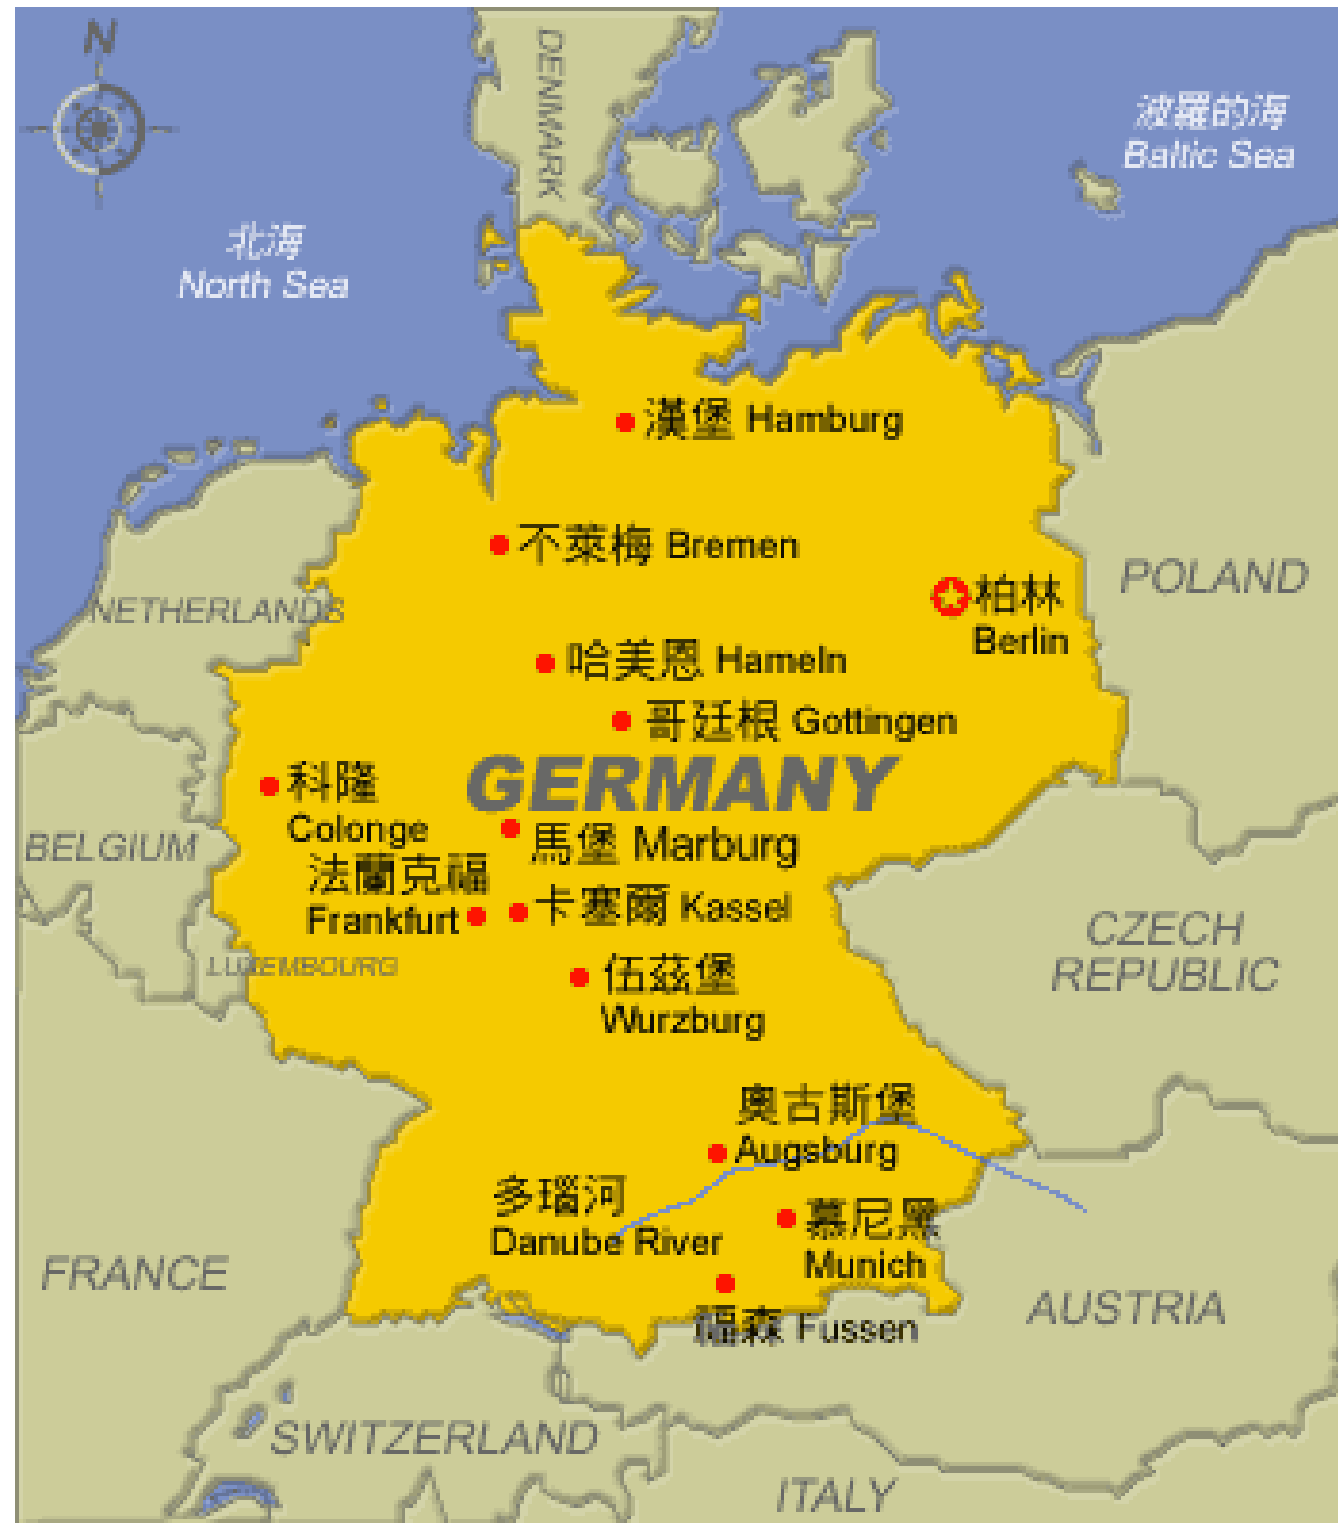 N
DENMARK
波羅的海
Baltic Sea
北海
North Sea
漢堡 Hamburg
不萊梅 Bremen
POLAND
柏林
Berlin
NETHERLANDS
哈美恩 Hameln
哥廷根 Gottingen
GERMANY
科隆
Colonge
BELGIUM
馬堡 Marburg
法蘭克福
Frankfurt
卡塞爾 Kassel
CZECH
REPUBLIC
LUXEMBOURG
伍茲堡
Wurzburg
奧古斯堡
Augsburg
多瑙河
Danube River
慕尼黑
Munich
FRANCE
AUSTRIA
福森 Fussen
SWITZERLAND
ITALY